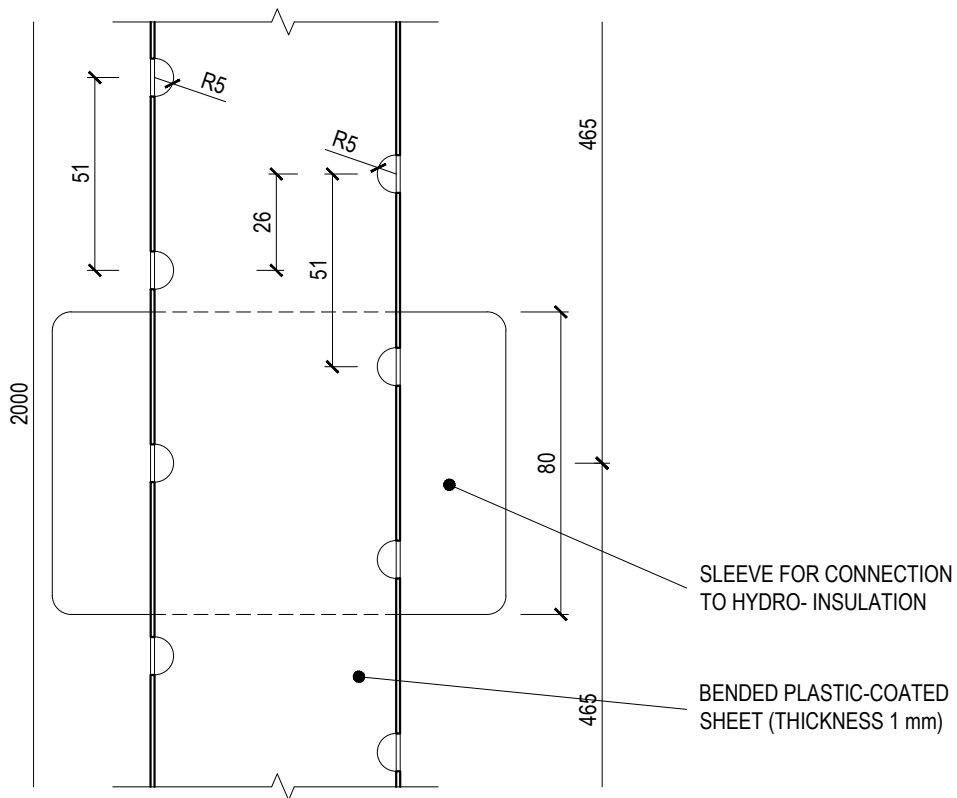 R5
465
R5
51
26
51
2000
80
SLEEVE FOR CONNECTION
TO HYDRO- INSULATION
BENDED PLASTIC-COATED
SHEET (THICKNESS 1 mm)
465